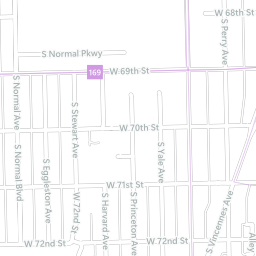 W 68th St
S Perry Ave
S Normal Pkwy
169
W 69th St
S Normal Ave
S Stewart Ave
W 70th St
S Yale Ave
S Normal Blvd
S Eggleston Ave
W 71st St
W 72nd St
S Harvard Ave
S Princeton Ave
S Vincennes Ave
Alley
W 72nd St
W 72nd St